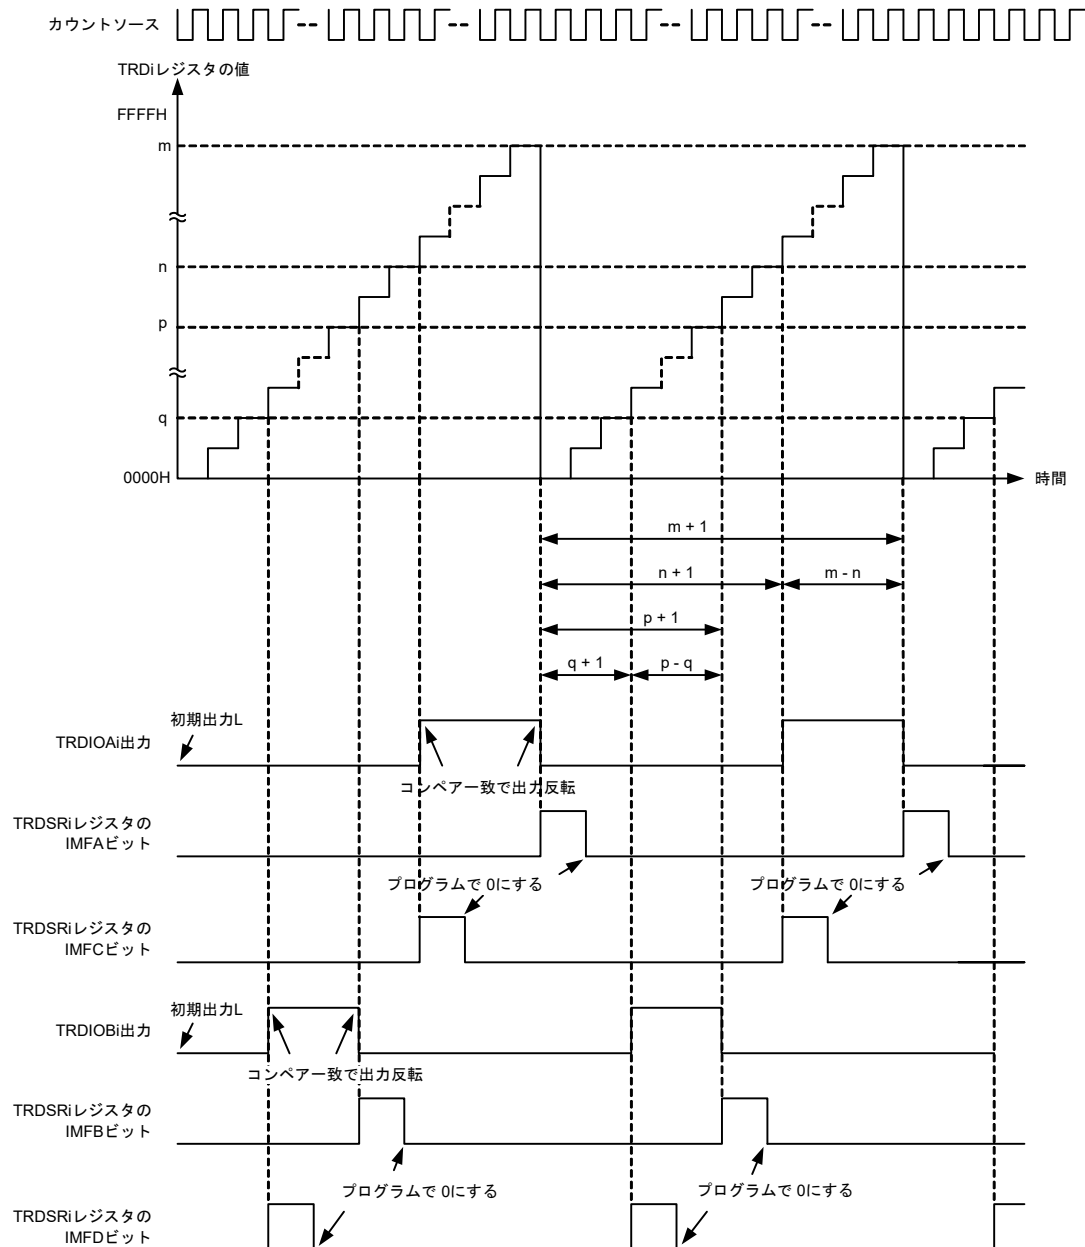 カウントソース
TRDiレジスタの値
FFFFH
m
n
p
q
0000H
時間
m + 1
n + 1
m - n
p + 1
q + 1
p - q
初期出力L
TRDIOAi出力
コンペア一致で出力反転
TRDSRiレジスタの
IMFAビット
プログラムで 0にする
プログラムで 0にする
TRDSRiレジスタの
IMFCビット
初期出力L
TRDIOBi出力
コンペア一致で出力反転
TRDSRiレジスタの
IMFBビット
プログラムで 0にする
プログラムで 0にする
TRDSRiレジスタの
IMFDビット